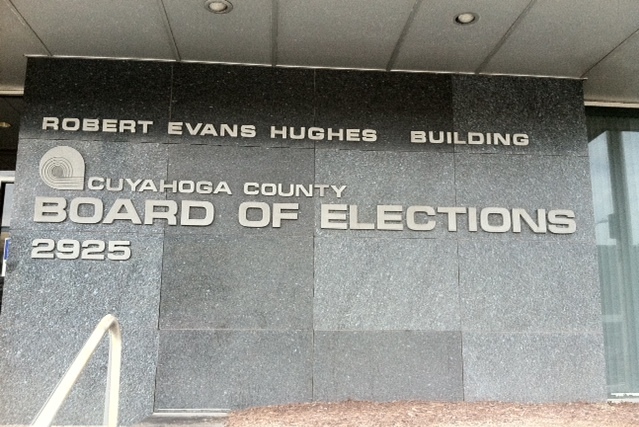 ROBERT EVANS HUGHES BUILDING
CUYAHOGA COUNTY
BOARD OF ELECTIONS
2925